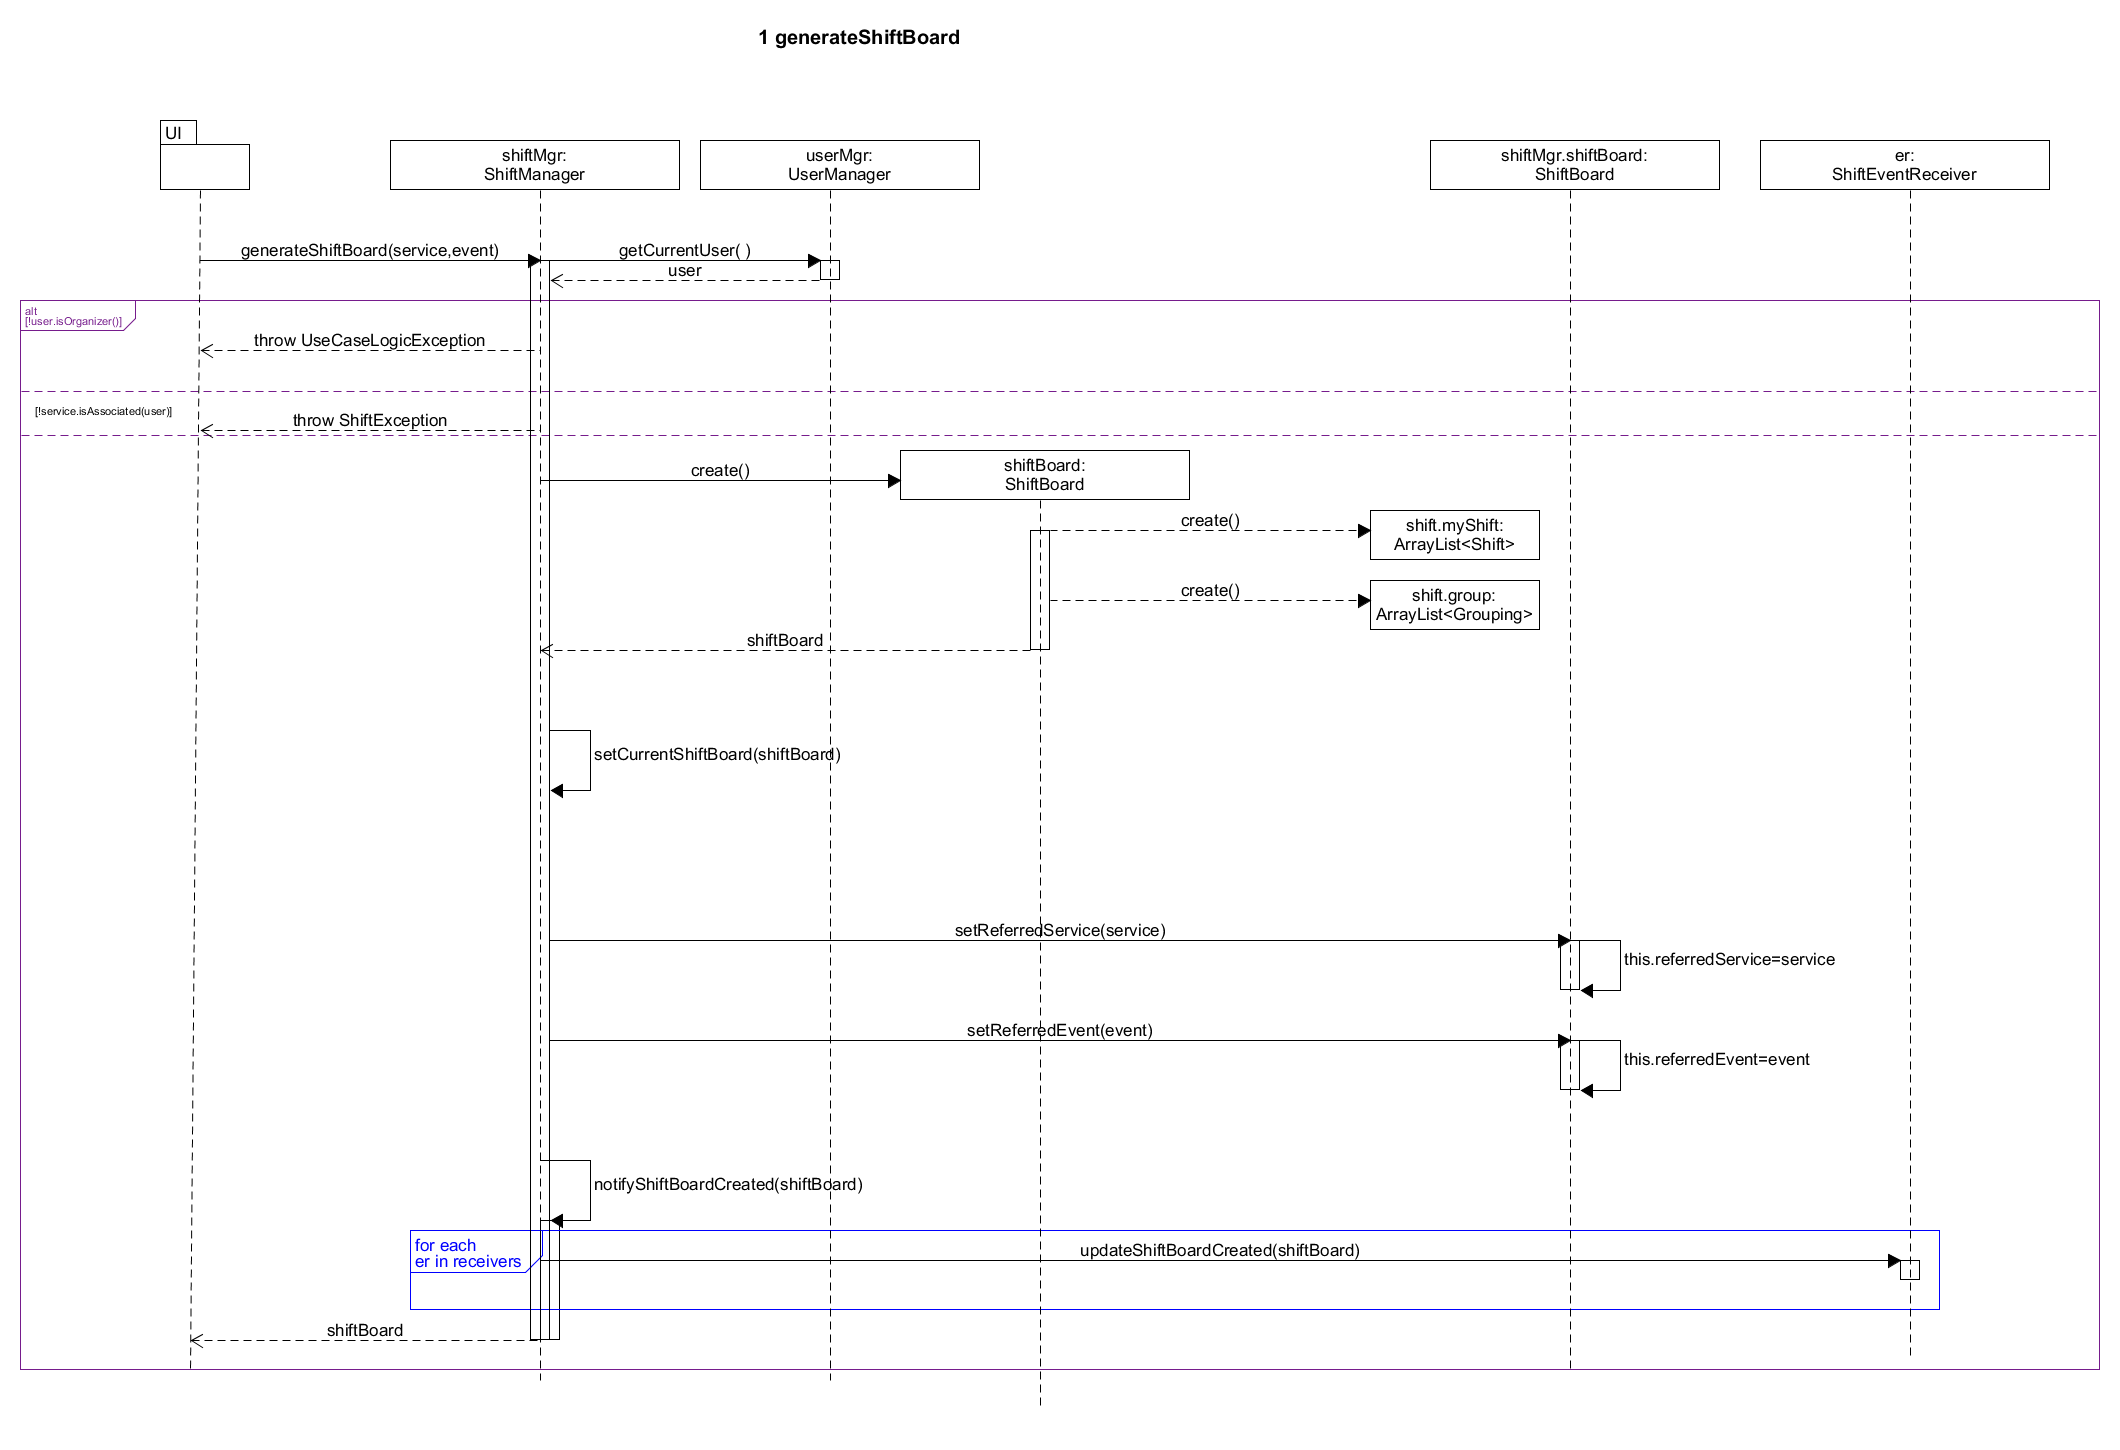 1 generateShiftBoard
UI
shiftMgr:
ShiftManager
userMgr:
UserManager
shiftMgr.shiftBoard:
ShiftBoard
er:
ShiftEventReceiver
generateShiftBoard(service,event)
getCurrentUser( )
user
alt
[!user.isOrganizer()]
throw UseCaseLogicException
[!service.isAssociated(user)]
throw ShiftException
create()
shiftBoard:
ShiftBoard
create()
shift.myShift:
ArrayList<Shift>
create()
shift.group:
ArrayList<Grouping>
shiftBoard
setCurrentShiftBoard(shiftBoard)
setReferredService(service)
this.referredService=service
setReferredEvent(event)
this.referredEvent=event
notifyShiftBoardCreated(shiftBoard)
for each
er in receivers
updateShiftBoardCreated(shiftBoard)
shiftBoard